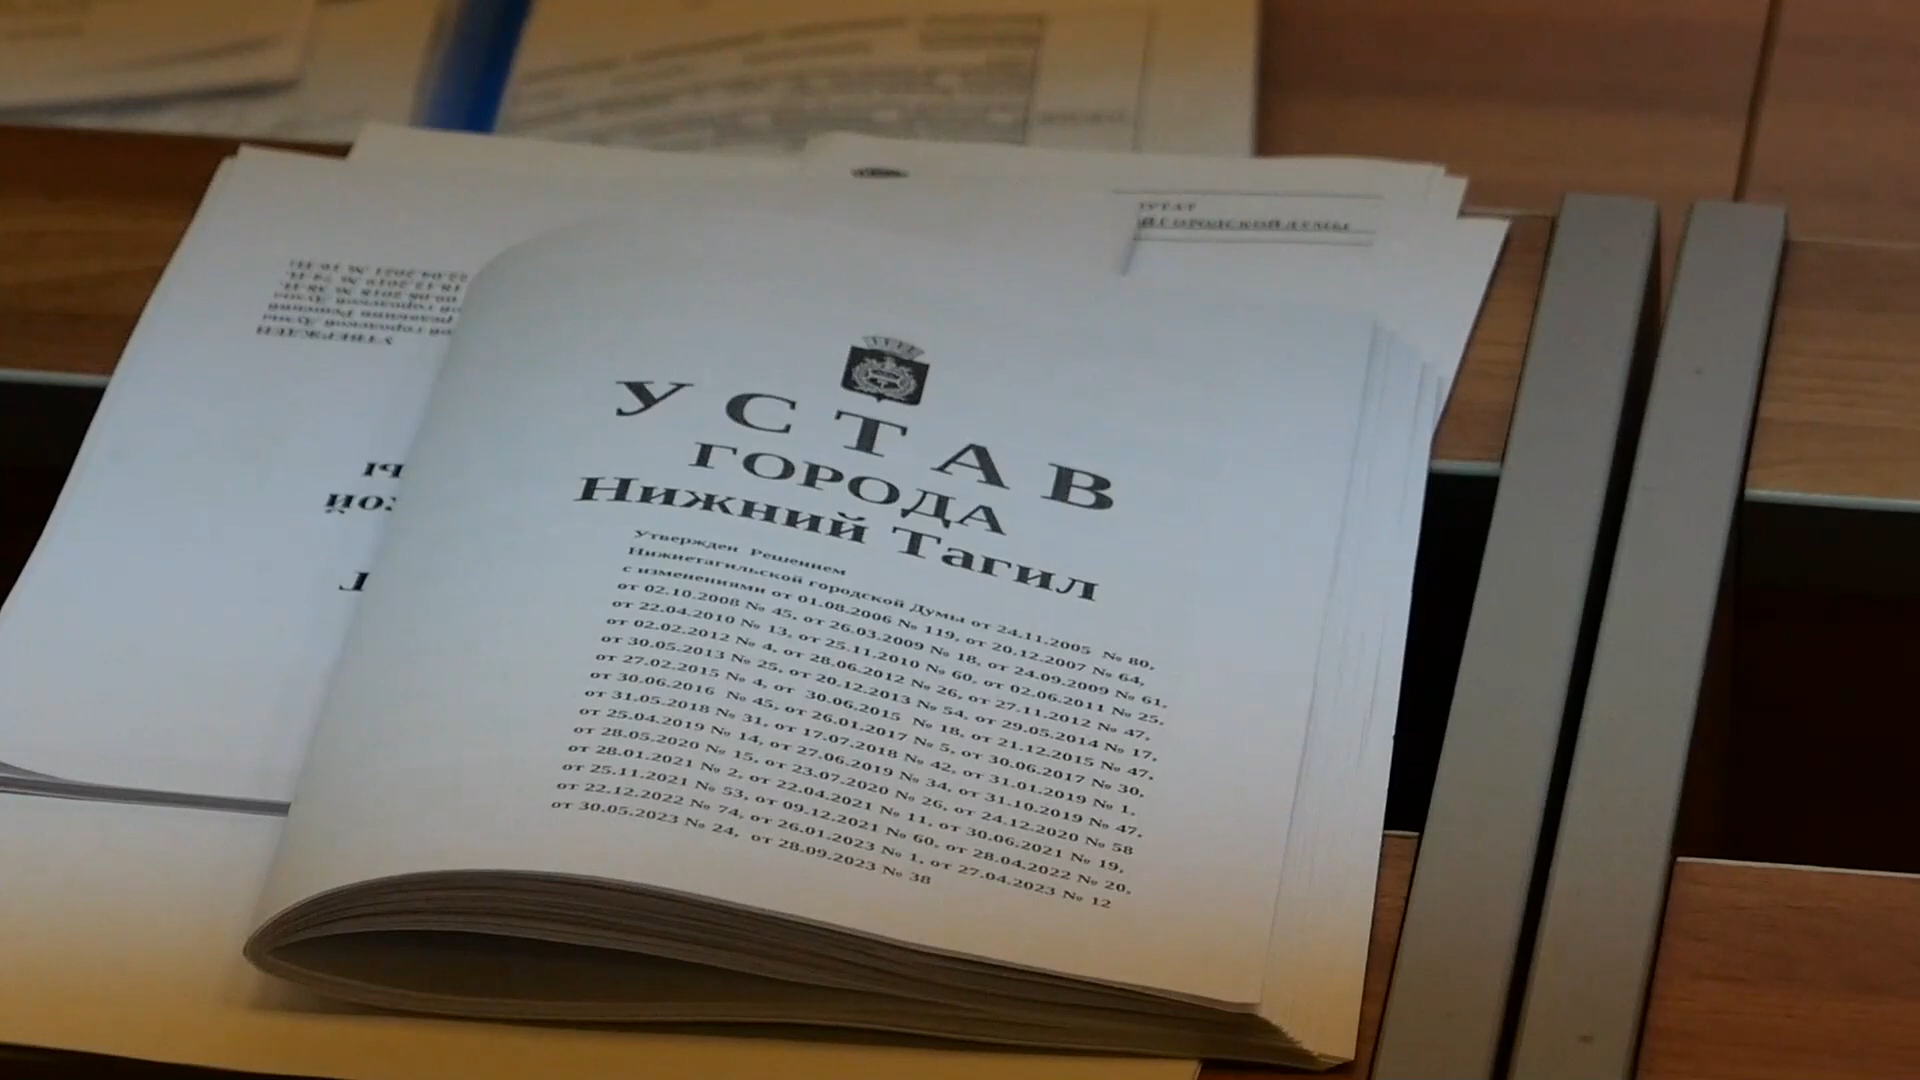 ГОРОДСКОЙ ДУМЫ
УТВЕРЖДЕН
ой городской
редакции Решений
ой городской
У С Т А В
ГОРОДА
Нижний Тагил
Утвержден Решением
Нижнетагильской городской Думы от 24.11.2005 № 80,
с изменениями от 01.08.2006 № 119, от 20.12.2007 № 64,
от 02.10.2008 № 45, от 26.03.2009 № 18, от 24.09.2009 № 61,
от 22.04.2010 № 13, от 25.11.2010 № 60, от 02.06.2011 № 25,
от 02.02.2012 № 4, от 28.06.2012 № 26, от 27.11.2012 № 47,
от 30.05.2013 № 25, от 20.12.2013 № 54, от 29.05.2014 № 17,
от 27.02.2015 № 4, от 30.06.2015 № 18, от 21.12.2015 № 47,
от 30.06.2016 № 45, от 26.01.2017 № 5, от 30.06.2017 № 30,
от 31.05.2018 № 31, от 17.07.2018 № 42, от 31.01.2019 № 1,
от 25.04.2019 № 14, от 27.06.2019 № 34, от 31.10.2019 № 47,
от 28.05.2020 № 15, от 23.07.2020 № 26, от 24.12.2020 № 58
от 28.01.2021 № 2, от 22.04.2021 № 11, от 30.06.2021 № 19,
от 25.11.2021 № 53, от 09.12.2021 № 60, от 28.04.2022 № 20,
от 22.12.2022 № 74, от 26.01.2023 № 1, от 27.04.2023 № 12
от 30.05.2023 № 24, от 28.09.2023 № 38